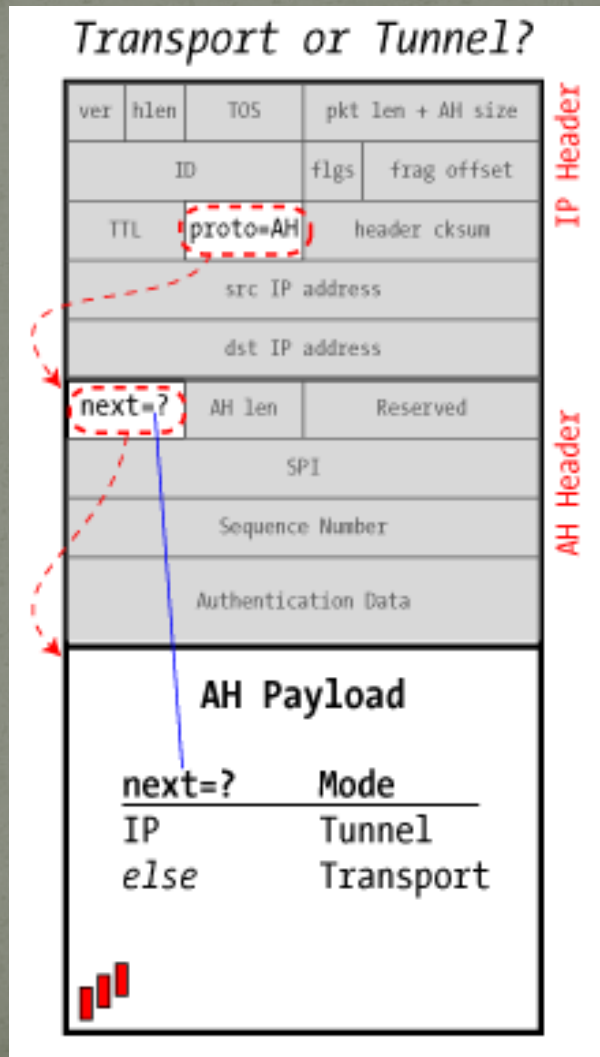 Transport or Tunnel?
ver hlen TOS pkt len + AH size
ID flgs frag offset
TTL proto=AH header cksum
src IP address
dst IP address
IP Header
next=? AH len Reserved
SPI
Sequence Number
Authentication Data
AH Header
AH Payload
next=? Mode
IP Tunnel
else Transport